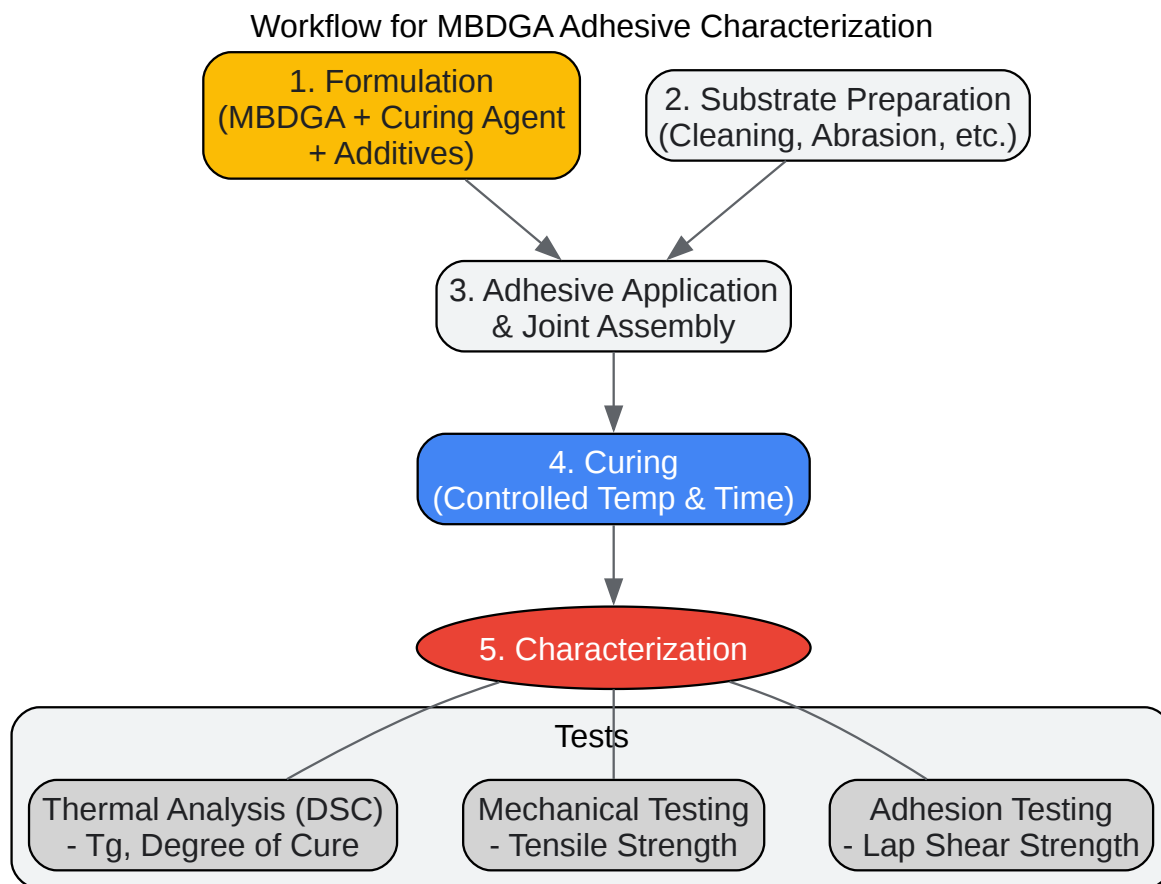 Workflow for MBDGA Adhesive Characterization
1. Formulation
(MBDGA + Curing Agent
+ Additives)
2. Substrate Preparation
(Cleaning, Abrasion, etc.)
3. Adhesive Application
& Joint Assembly
4. Curing
(Controlled Temp & Time)
5. Characterization
Tests
Thermal Analysis (DSC)
- Tg, Degree of Cure
Mechanical Testing
- Tensile Strength
Adhesion Testing
- Lap Shear Strength